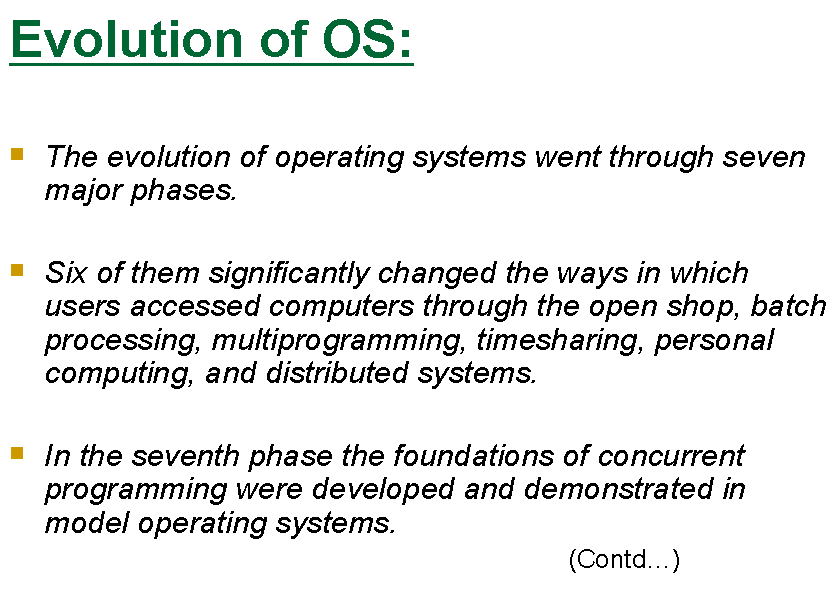 Evolution of OS:
The evolution of operating systems went through seven
major phases.
Six of them significantly changed the ways in which
users accessed computers through the open shop, batch
processing, multiprogramming, timesharing, personal
computing, and distributed systems.
In the seventh phase the foundations of concurrent
programming were developed and demonstrated in
model operating systems.
(Contd…)